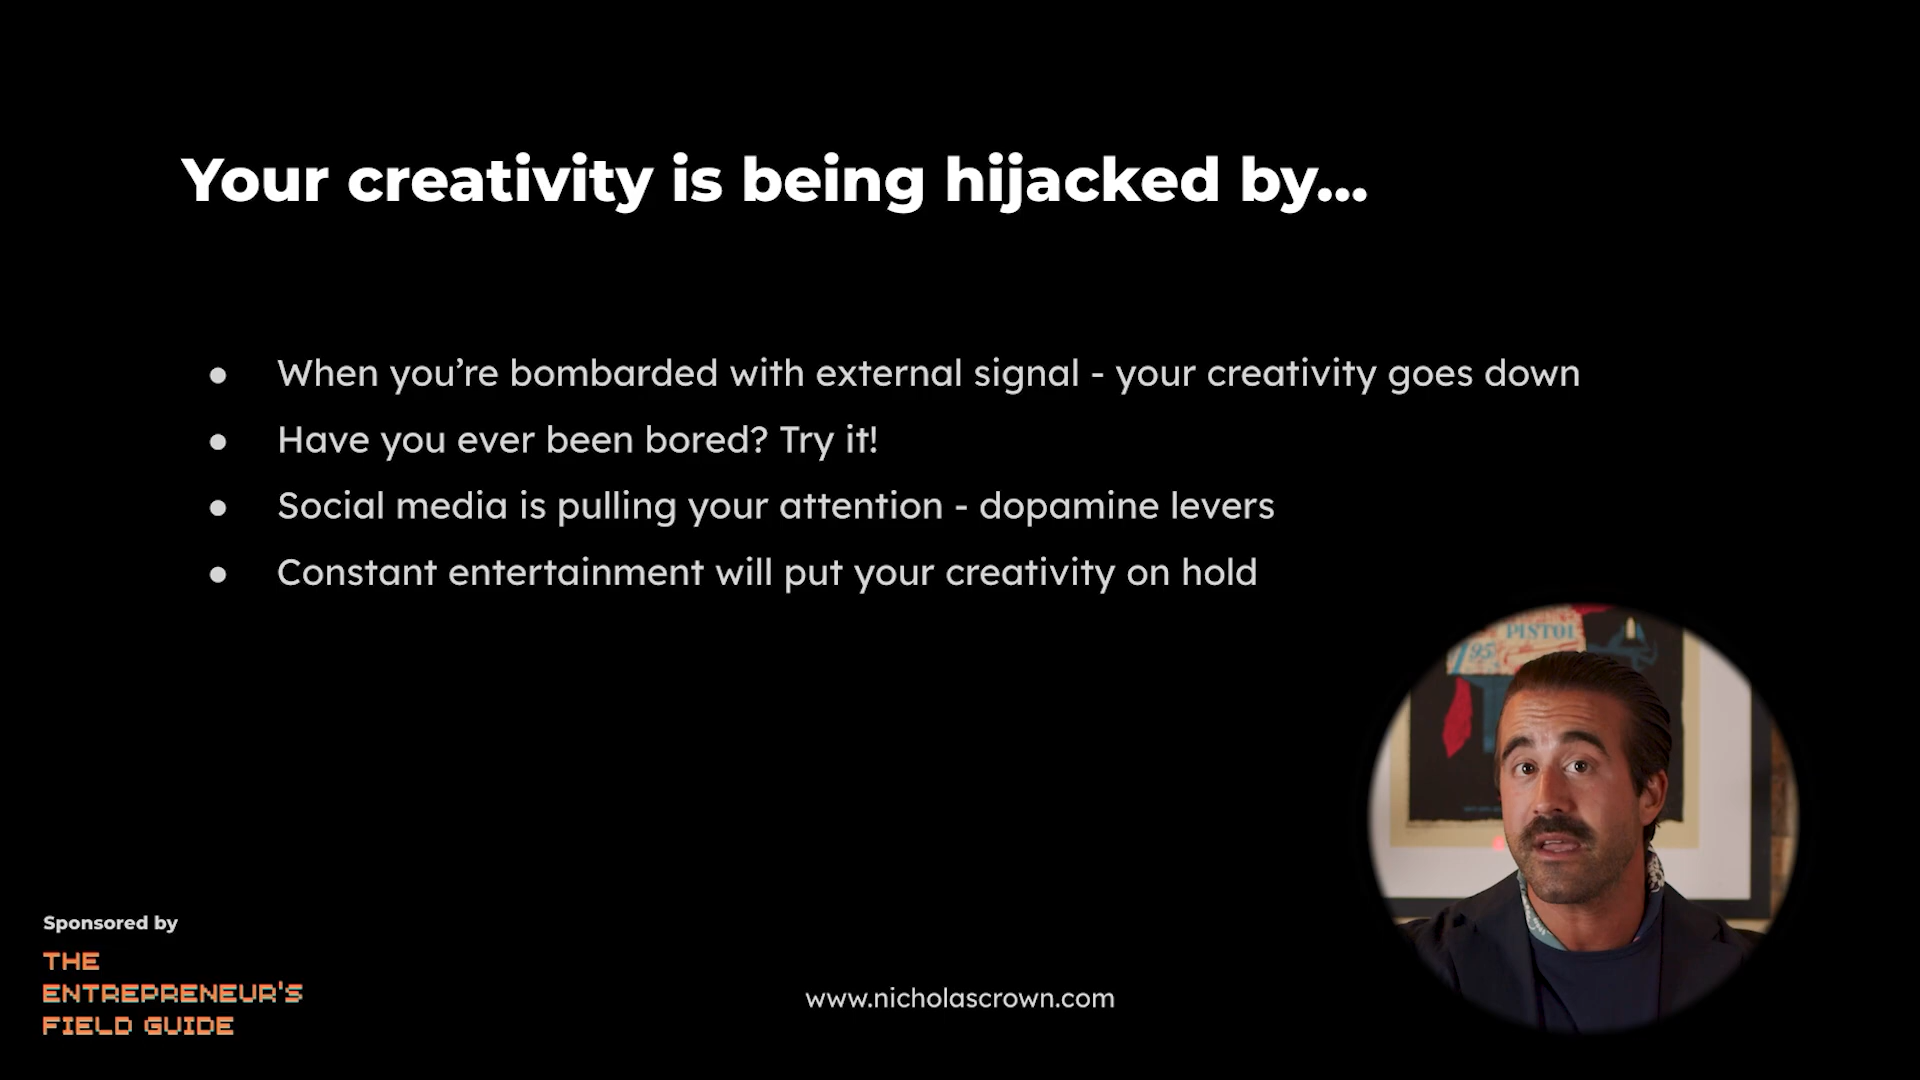 Your creativity is being hijacked by...
● When you’re bombarded with external signal - your creativity goes down
● Have you ever been bored? Try it!
● Social media is pulling your attention - dopamine levers
● Constant entertainment will put your creativity on hold
PISTOL
95
Sponsored by
THE
ENTREPRENEUR'S
FIELD GUIDE
www.nicholascrown.com